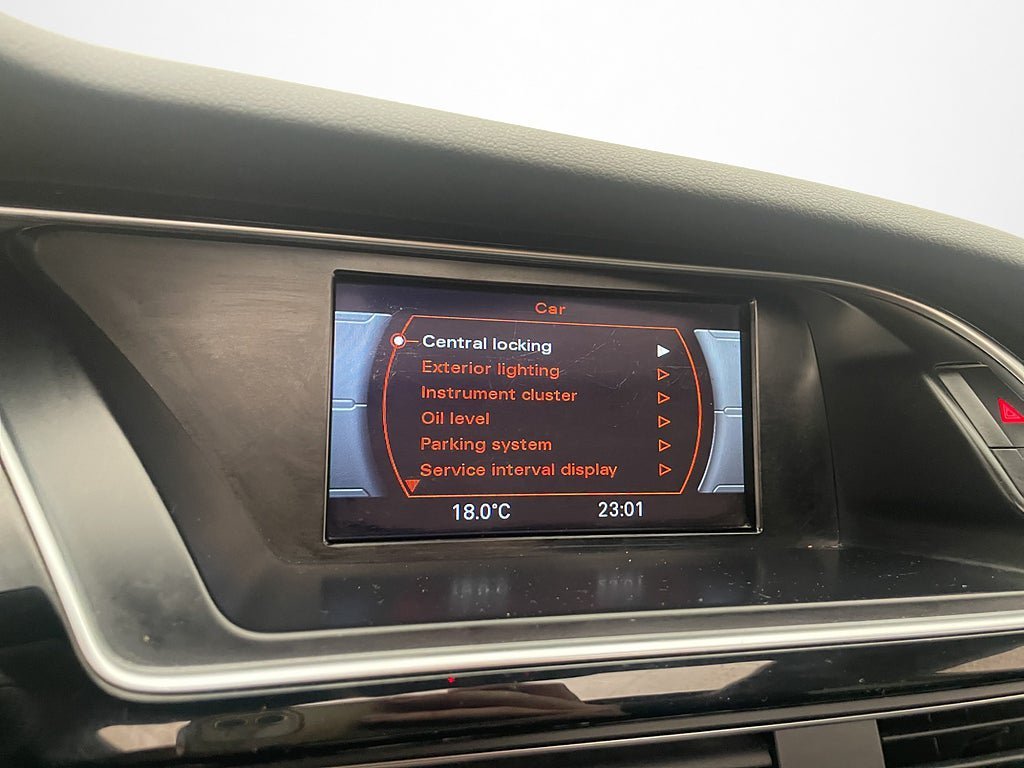 Car
Central locking
Exterior lighting
Instrument cluster
Oil level
Parking system
Service interval display
18.0°C 23:01